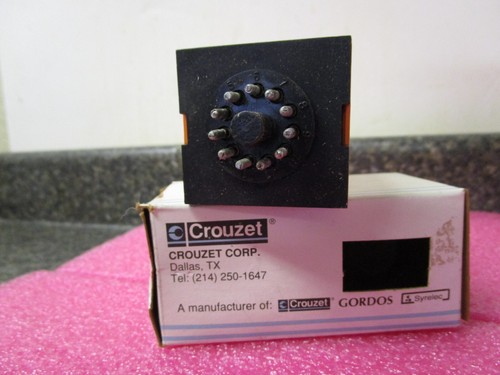 Crouzet®
CROUZET CORP.
Dallas, TX
Tel: (214) 250-1647
A manufacturer of: Crouzet GORDOS Syrelec